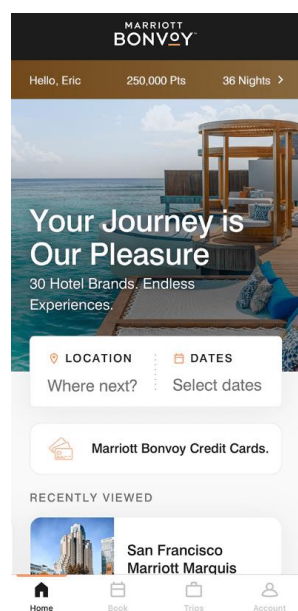 MARRIOTT
BONVOY
Hello, Eric 250,000 Pts 36 Nights >
Your Journey is
Our Pleasure
30 Hotel Brands. Endless
Experiences.
LOCATION DATES
Where next? Select dates
Marriott Bonvoy Credit Cards.
RECENTLY VIEWED
San Francisco
Marriott Marquis
Home Book Trips Account